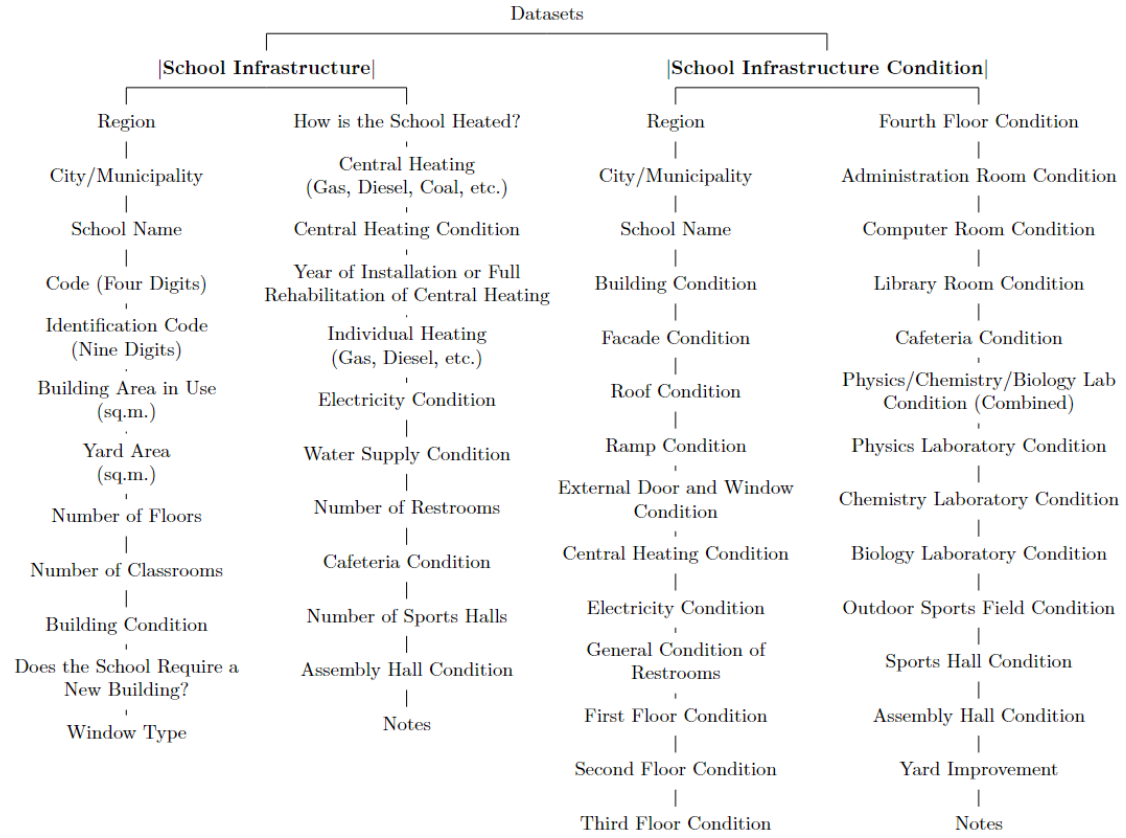 Datasets
|School Infrastructure|
|School Infrastructure Condition|
Region
City/Municipality
School Name
Code (Four Digits)
Identification Code
(Nine Digits)
Building Area in Use
(sq.m.)
Yard Area
(sq.m.)
Number of Floors
Number of Classrooms
Building Condition
Does the School Require a
New Building?
Window Type
How is the School Heated?
Central Heating
(Gas, Diesel, Coal, etc.)
Central Heating Condition
Year of Installation or Full
Rehabilitation of Central Heating
Individual Heating
(Gas, Diesel, etc.)
Electricity Condition
Water Supply Condition
Number of Restrooms
Cafeteria Condition
Number of Sports Halls
Assembly Hall Condition
Notes
Region
City/Municipality
School Name
Building Condition
Facade Condition
Roof Condition
Ramp Condition
External Door and Window
Condition
Central Heating Condition
Electricity Condition
General Condition of
Restrooms
First Floor Condition
Second Floor Condition
Third Floor Condition
Fourth Floor Condition
Administration Room Condition
Computer Room Condition
Library Room Condition
Cafeteria Condition
Physics/Chemistry/Biology Lab
Condition (Combined)
Physics Laboratory Condition
Chemistry Laboratory Condition
Biology Laboratory Condition
Outdoor Sports Field Condition
Sports Hall Condition
Assembly Hall Condition
Yard Improvement
Notes